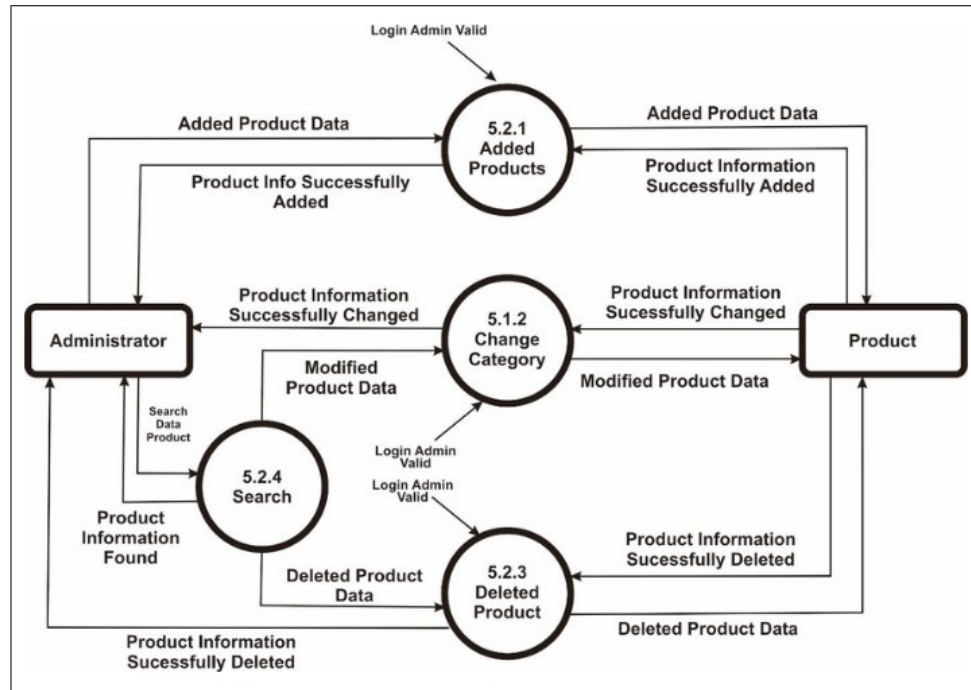 Login Admin Valid
Added Product Data
5.2.1
Added
Products
Added Product Data
Product Info Successfully
Added
Product Information
Successfully Added
Product Information
Successfully Changed
5.1.2
Change
Category
Product Information
Successfully Changed
Administrator
Product
Modified
Product Data
Modified Product Data
Search
Data
Product
Login Admin
Valid
5.2.4
Search
Login Admin
Valid
Product
Information
Found
Product Information
Sucessfully Deleted
5.2.3
Deleted
Product
Deleted Product
Data
Deleted Product Data
Product Information
Sucessfully Deleted